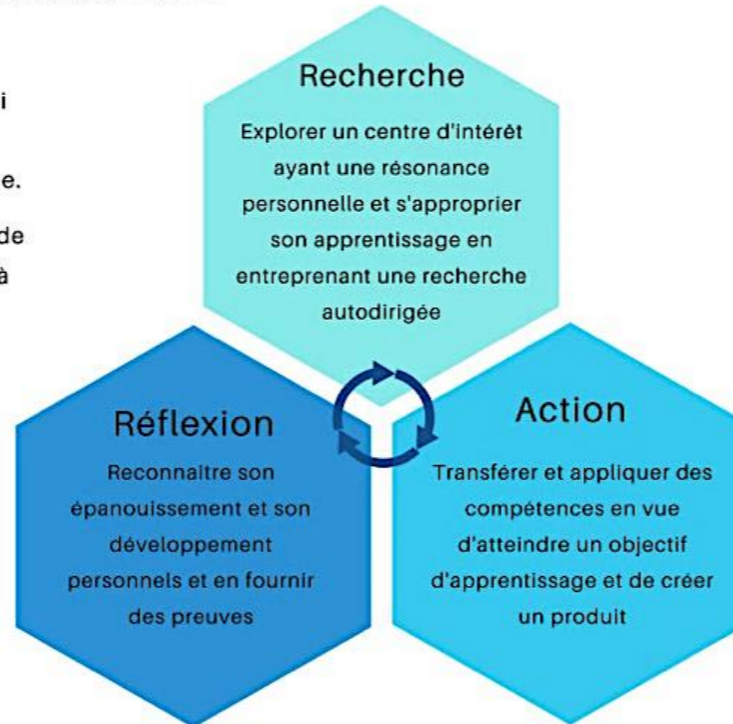 i
e.
de
à
Recherche
Explorer un centre d'intérêt
ayant une résonance
personnelle et s'approprier
son apprentissage en
entreprenant une recherche
autodirigée
Réflexion
Reconnaître son
épanouissement et son
développement
personnels et en fournir
des preuves
Action
Transférer et appliquer des
compétences en vue
d'atteindre un objectif
d'apprentissage et de créer
un produit